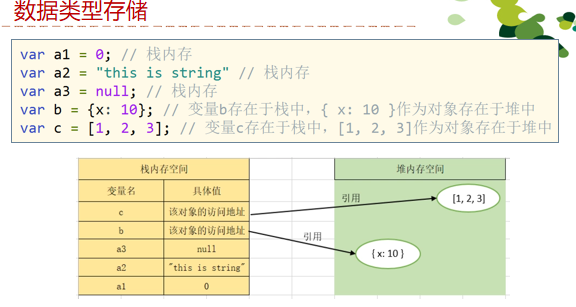 数据类型存储
var a1 = 0; // 栈内存
var a2 = "this is string" // 栈内存
var a3 = null; // 栈内存
var b = {x: 10}; // 变量b存在于栈中，{ x: 10 }作为对象存在于堆中
var c = [1, 2, 3]; // 变量c存在于栈中，[1, 2, 3]作为对象存在于堆中
栈内存空间
堆内存空间
变量名 具体值
c 该对象的访问地址
引用
[1, 2, 3]
b 该对象的访问地址
引用
a3 null
{ x: 10 }
a2 "this is string"
a1 0